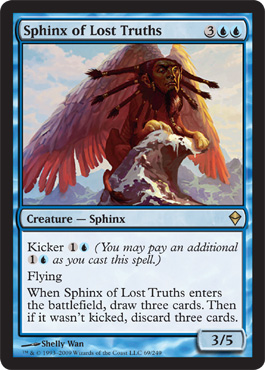 Sphinx of Lost Truths 3
Creature — Sphinx
Kicker 1 (You may pay an additional
1 as you cast this spell.)
Flying
When Sphinx of Lost Truths enters
the battlefield, draw three cards. Then
if it wasn't kicked, discard three cards.
Shelly Wan
™ & © 1993–2009 Wizards of the Coast LLC 69/249
3/5